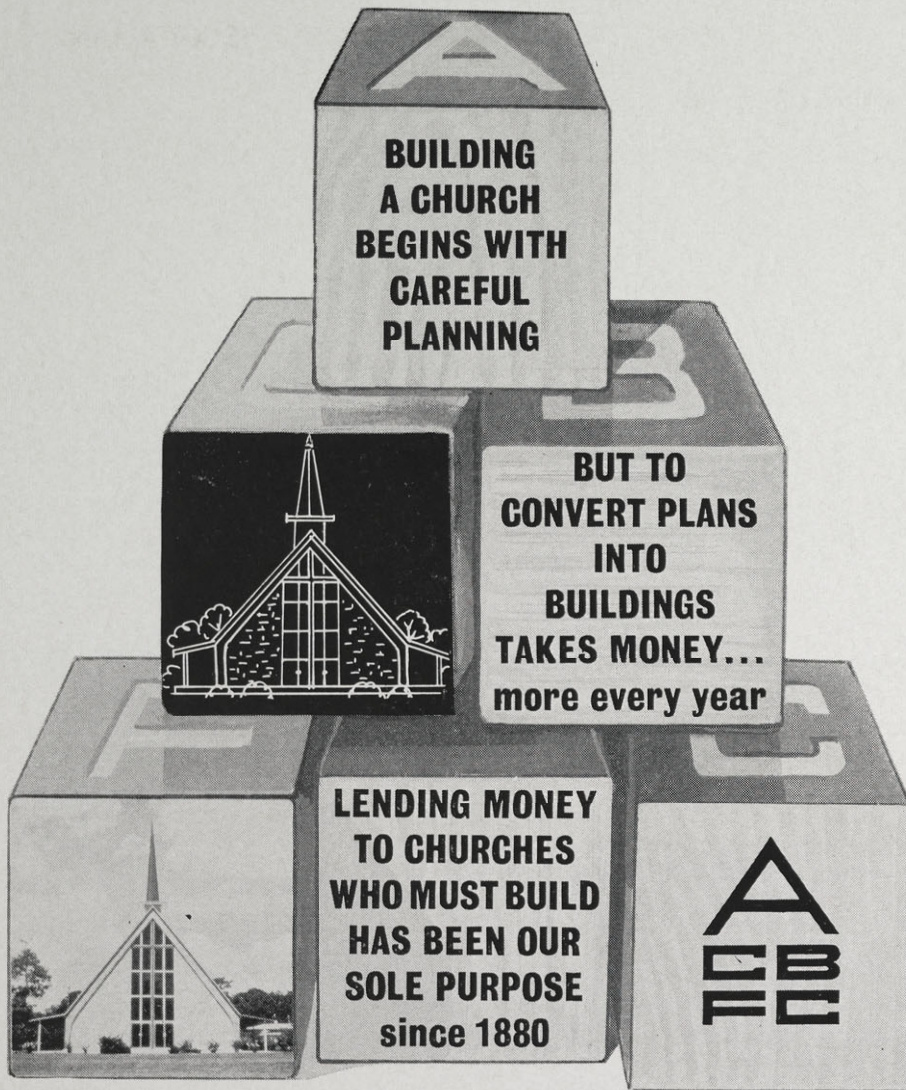 A
BUILDING
A CHURCH
BEGINS WITH
CAREFUL
PLANNING
B
BUT TO
CONVERT PLANS
INTO
BUILDINGS
TAKES MONEY...
more every year
C
LENDING MONEY
TO CHURCHES
WHO MUST BUILD
HAS BEEN OUR
SOLE PURPOSE
since 1880
A
CB
FC